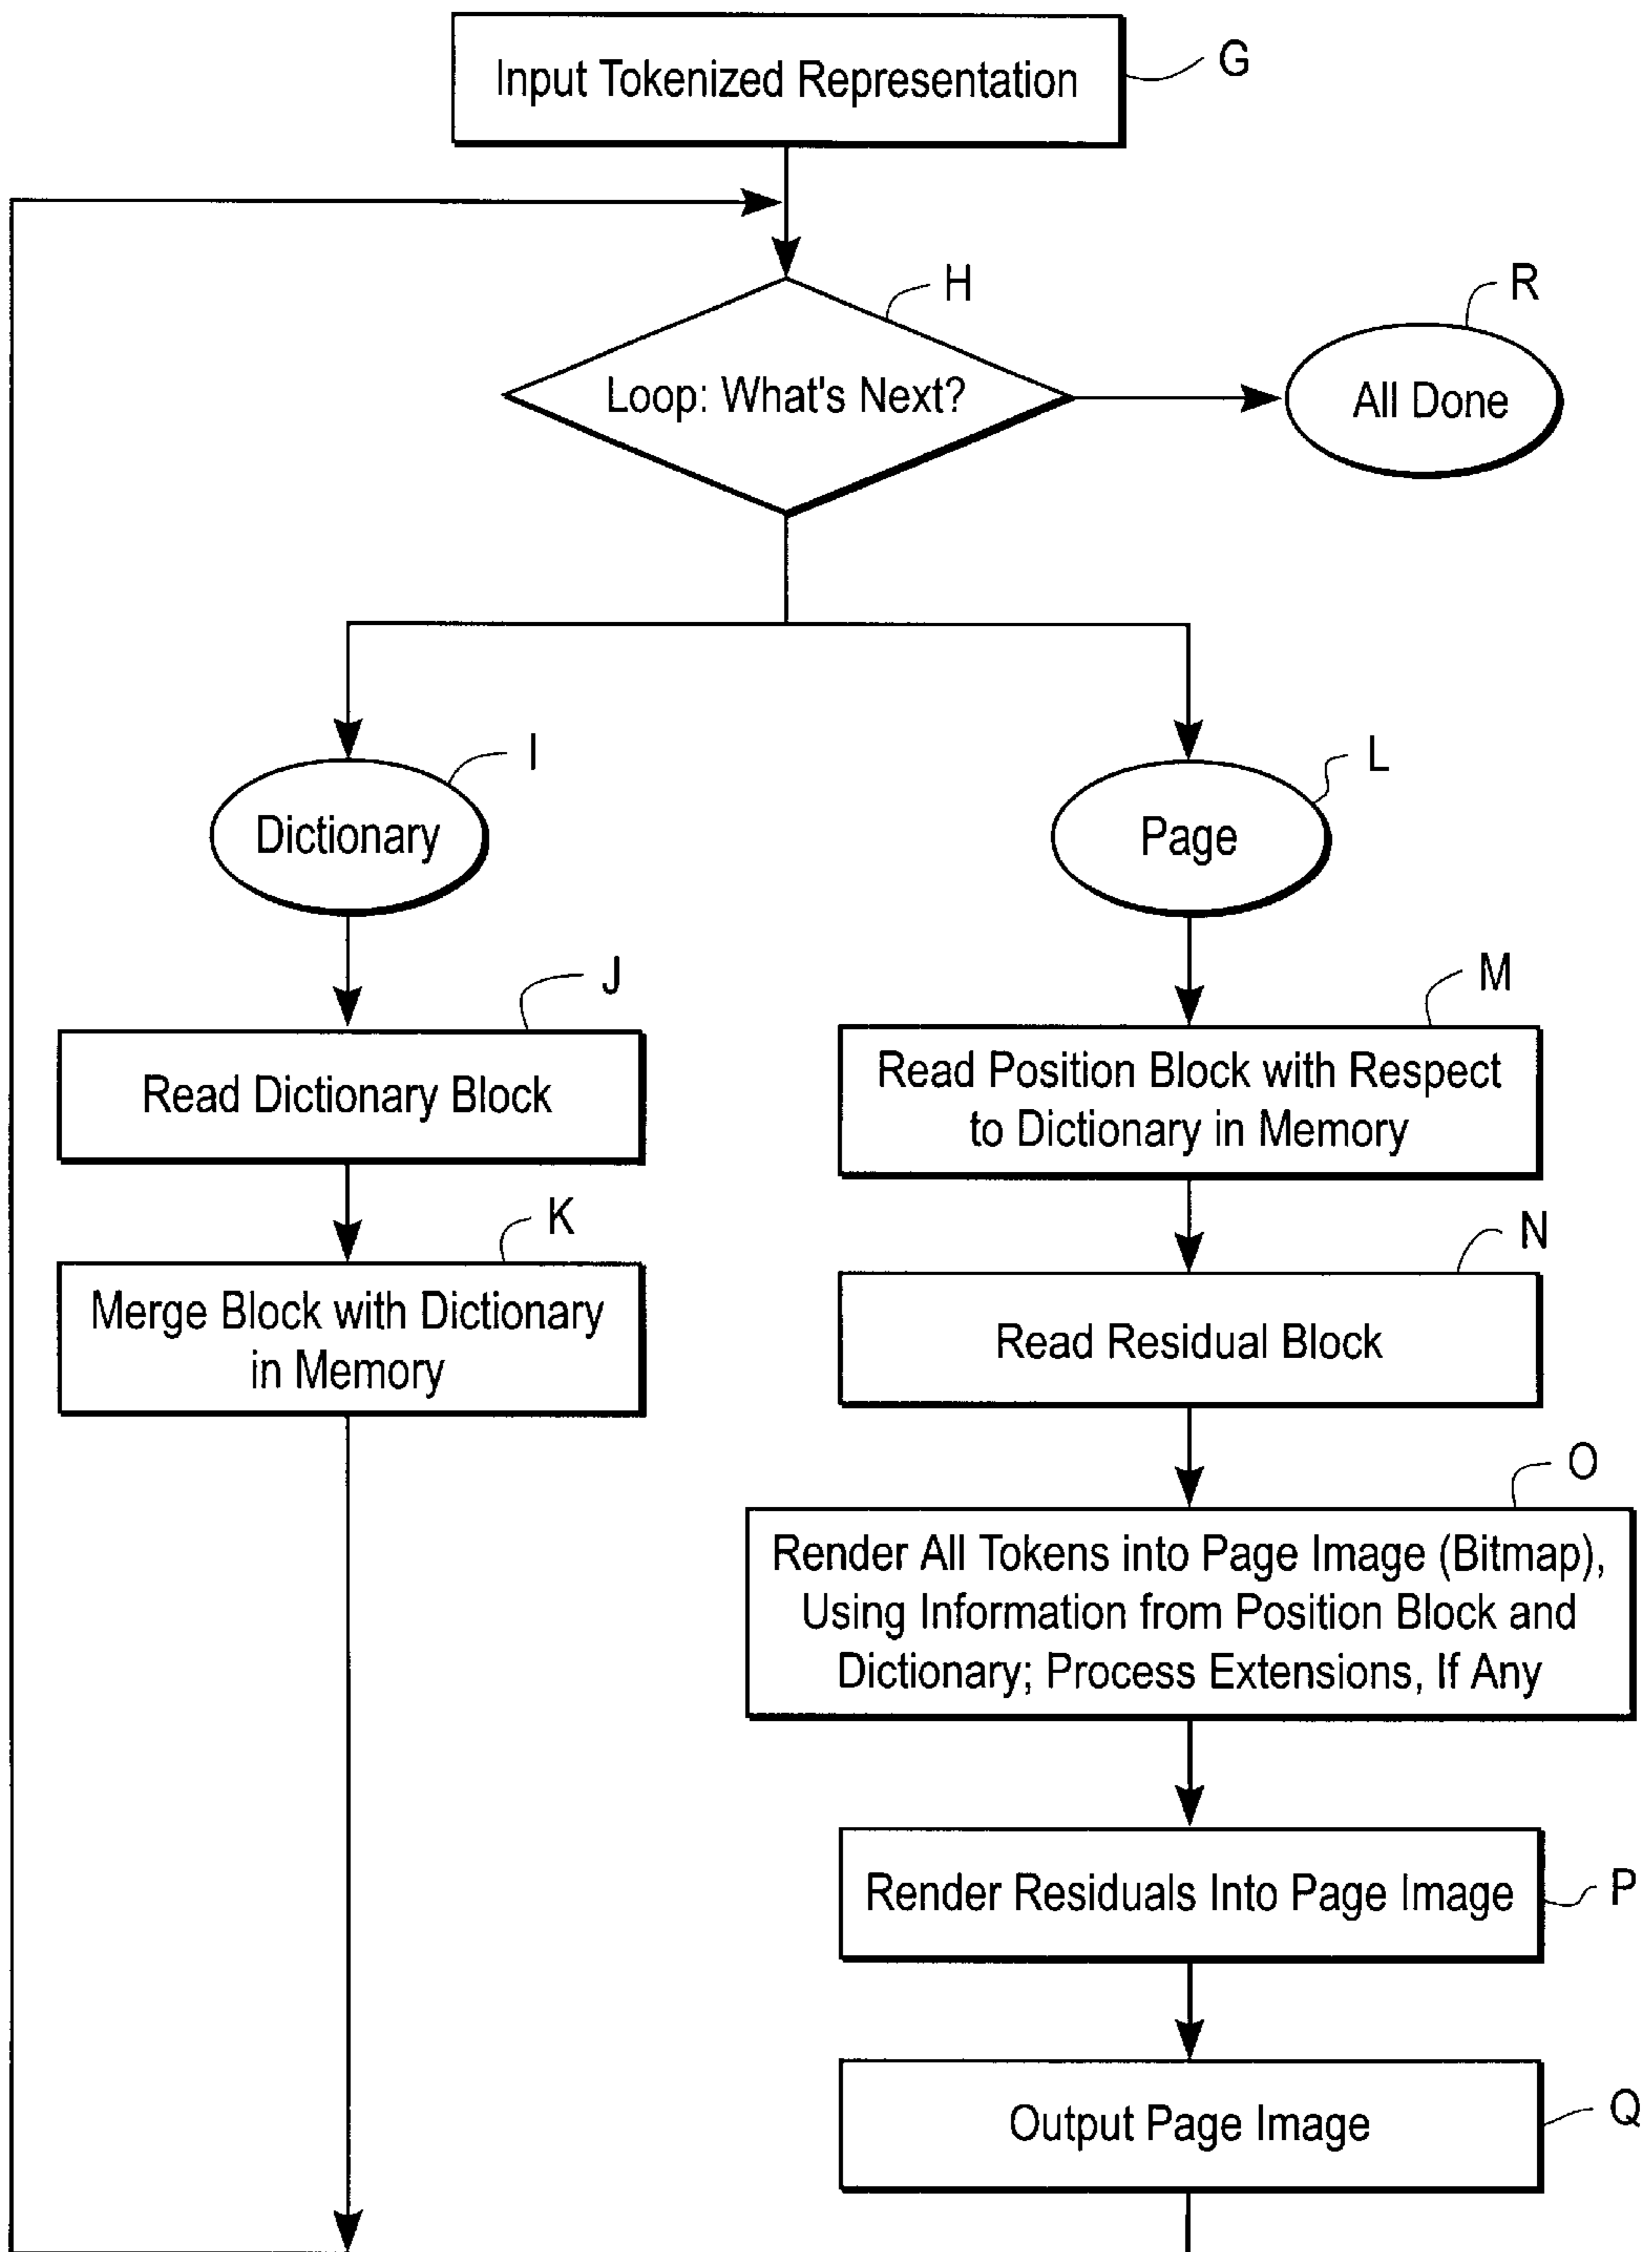 Input Tokenized Representation
G
H
R
Loop: What's Next?
All Done
I
L
Dictionary
Page
J
M
Read Dictionary Block
Read Position Block with Respect
to Dictionary in Memory
K
N
Merge Block with Dictionary
in Memory
Read Residual Block
O
Render All Tokens into Page Image (Bitmap),
Using Information from Position Block and
Dictionary; Process Extensions, If Any
Render Residuals Into Page Image
P
Output Page Image
Q